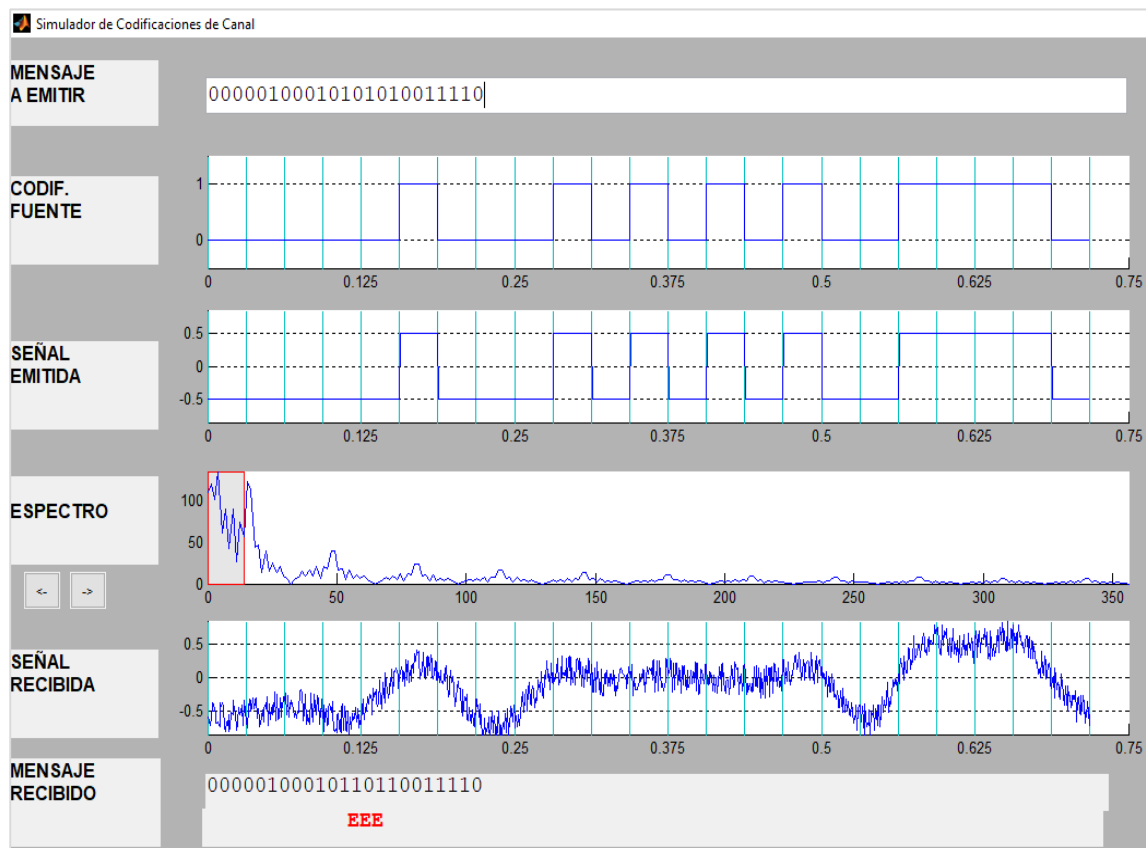 Simulador de Codificaciones de Canal
MENSAJE
A EMITIR
00000100010101010011110
CODIF.
FUENTE
1
0
0 0.125 0.25 0.375 0.5 0.625 0.75
SEÑAL
EMITIDA
0.5
0
-0.5
0 0.125 0.25 0.375 0.5 0.625 0.75
ESPECTRO
<- ->
100
50
0
0 50 100 150 200 250 300 350
SEÑAL
RECIBIDA
0.5
0
-0.5
0 0.125 0.25 0.375 0.5 0.625 0.75
MENSAJE
RECIBIDO
00000100010110110011110
EEE